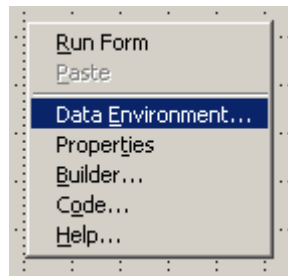 Run Form
Paste
Data Environment...
Properties
Builder...
Code...
Help...